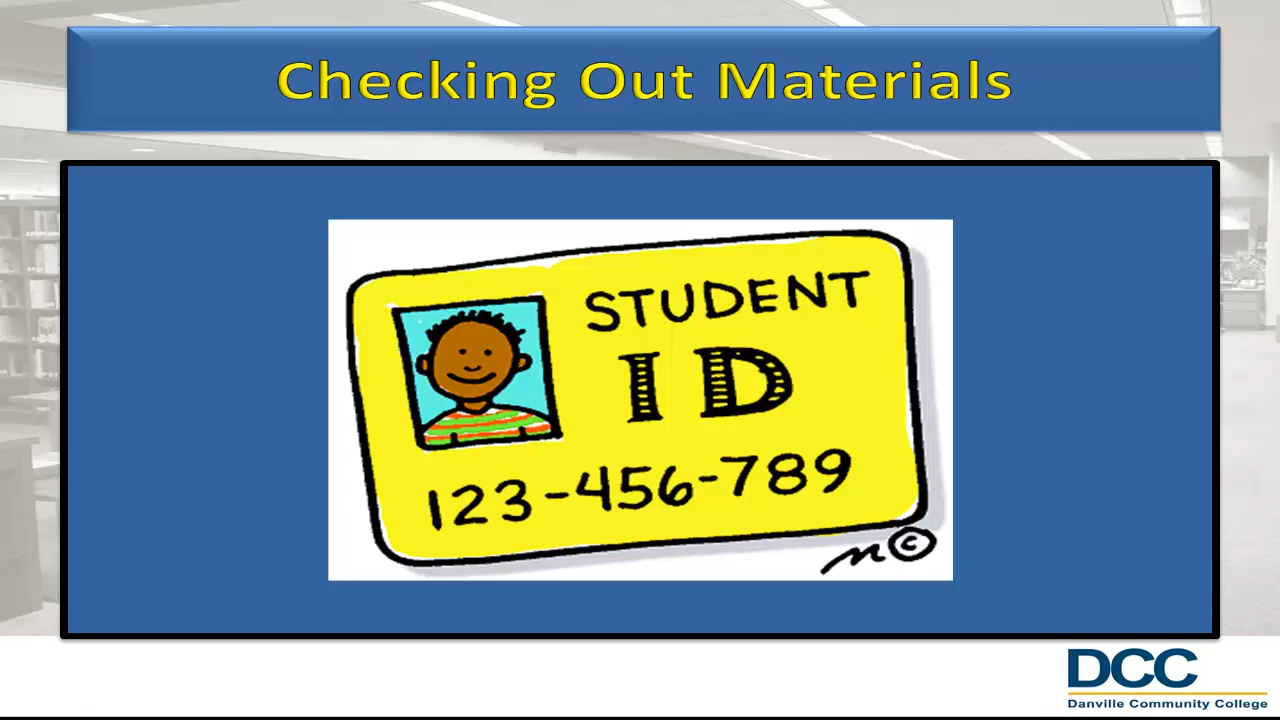 Checking Out Materials
STUDENT
ID
123-456-789
DCC
Danville Community College